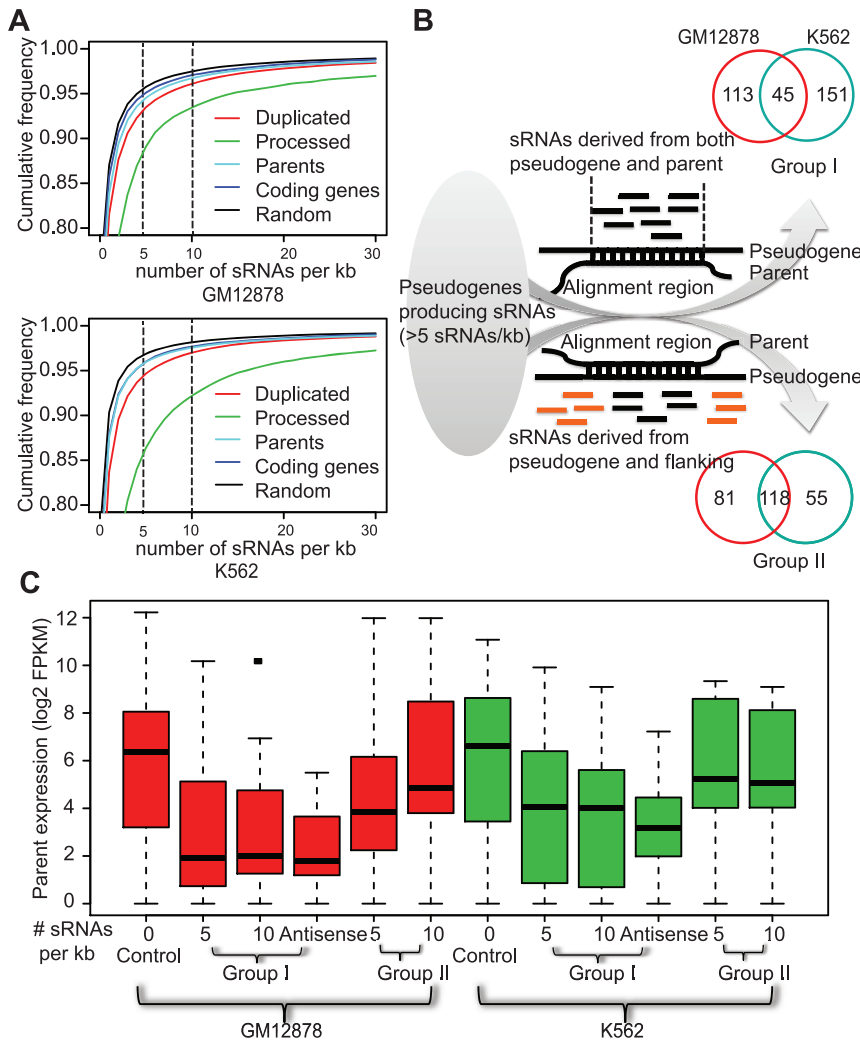 A
1.00
0.95
0.90
0.85
0.80
Cumulative frequency
Duplicated
Processed
Parents
Coding genes
Random
0 5 10 20 30
number of sRNAs per kb
GM12878
1.00
0.95
0.90
0.85
0.80
Cumulative frequency
Duplicated
Processed
Parents
Coding genes
Random
0 5 10 20 30
number of sRNAs per kb
K562
B
GM12878 K562
113 45 151
Group I
sRNAs derived from both
pseudogene and parent
Pseudogene
Parent
Alignment region
Pseudogenes
producing sRNAs
(>5 sRNAs/kb)
Alignment region
Parent
Pseudogene
sRNAs derived from
pseudogene and flanking
81 118 55
Group II
C
Parent expression (log2 FPKM)
12
10
8
6
4
2
0
# sRNAs
per kb
0 5 10 Antisense 5 10 0 5 10 Antisense 5 10
Control Group I Group II Control Group I Group II
GM12878 K562